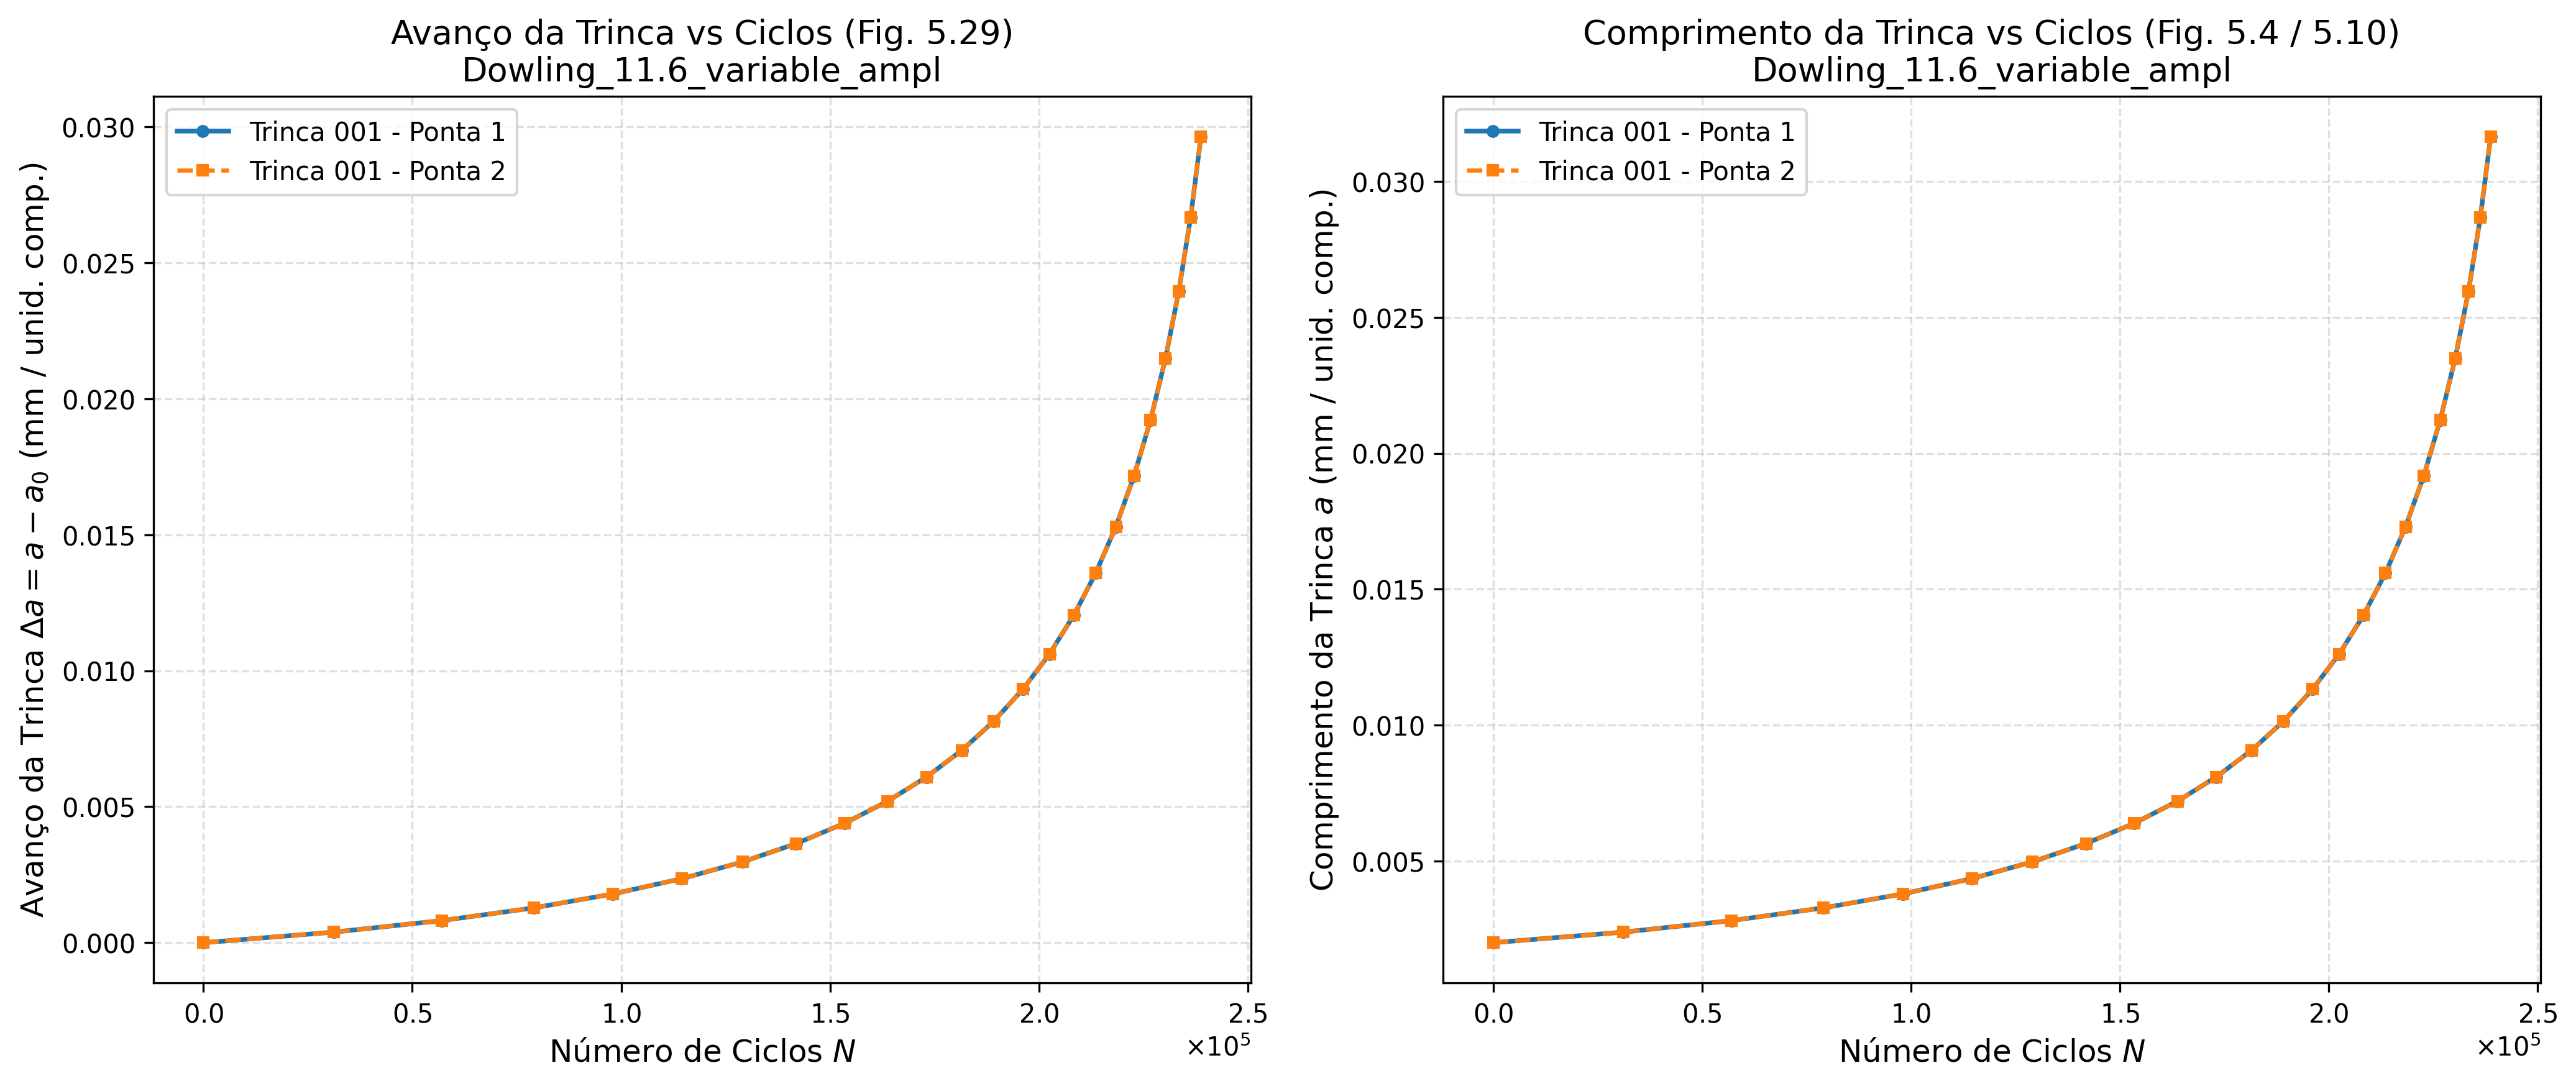 Avanço da Trinca vs Ciclos (Fig. 5.29)
Dowling_11.6_variable_ampl
Trinca 001 - Ponta 1
Trinca 001 - Ponta 2
Avanço da Trinca Δa = a − a₀ (mm / unid. comp.)
0.030
0.025
0.020
0.015
0.010
0.005
0.000
0.0 0.5 1.0 1.5 2.0 2.5
×10⁵
Número de Ciclos N
Comprimento da Trinca vs Ciclos (Fig. 5.4 / 5.10)
Dowling_11.6_variable_ampl
Trinca 001 - Ponta 1
Trinca 001 - Ponta 2
Comprimento da Trinca a (mm / unid. comp.)
0.030
0.025
0.020
0.015
0.010
0.005
0.0 0.5 1.0 1.5 2.0 2.5
×10⁵
Número de Ciclos N